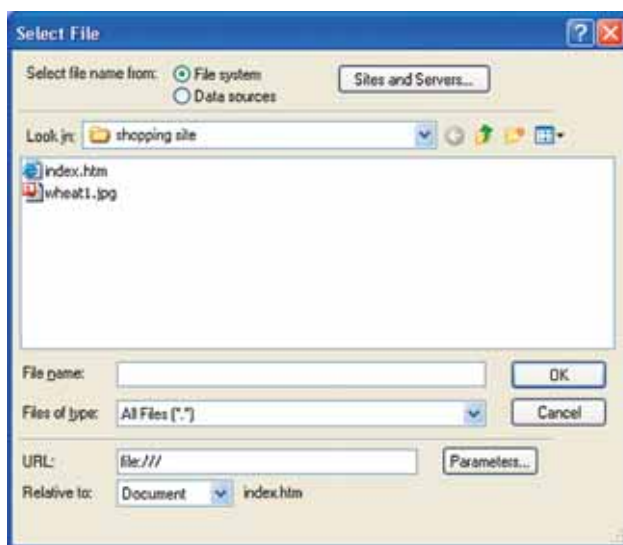 Select File
Select file name from: File system Sites and Servers...
Data sources
Look in: shopping site
index.htm
wheat1.jpg
File name: OK
Files of type: All Files (*.*) Cancel
URL: file:/// Parameters...
Relative to: Document index.htm